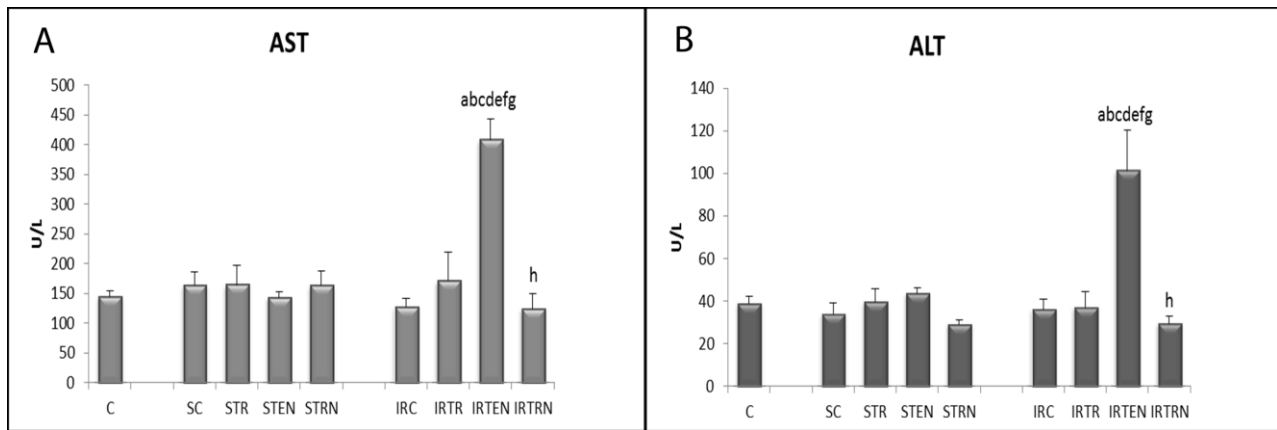 A
AST
500
450
400
350
300
250
200
150
100
50
0
U/L
abcdefg
h
C SC STR STEN STRN IRC IRTR IRTEN IRTRN
B
ALT
140
120
100
80
60
40
20
0
U/L
abcdefg
h
C SC STR STEN STRN IRC IRTR IRTEN IRTRN